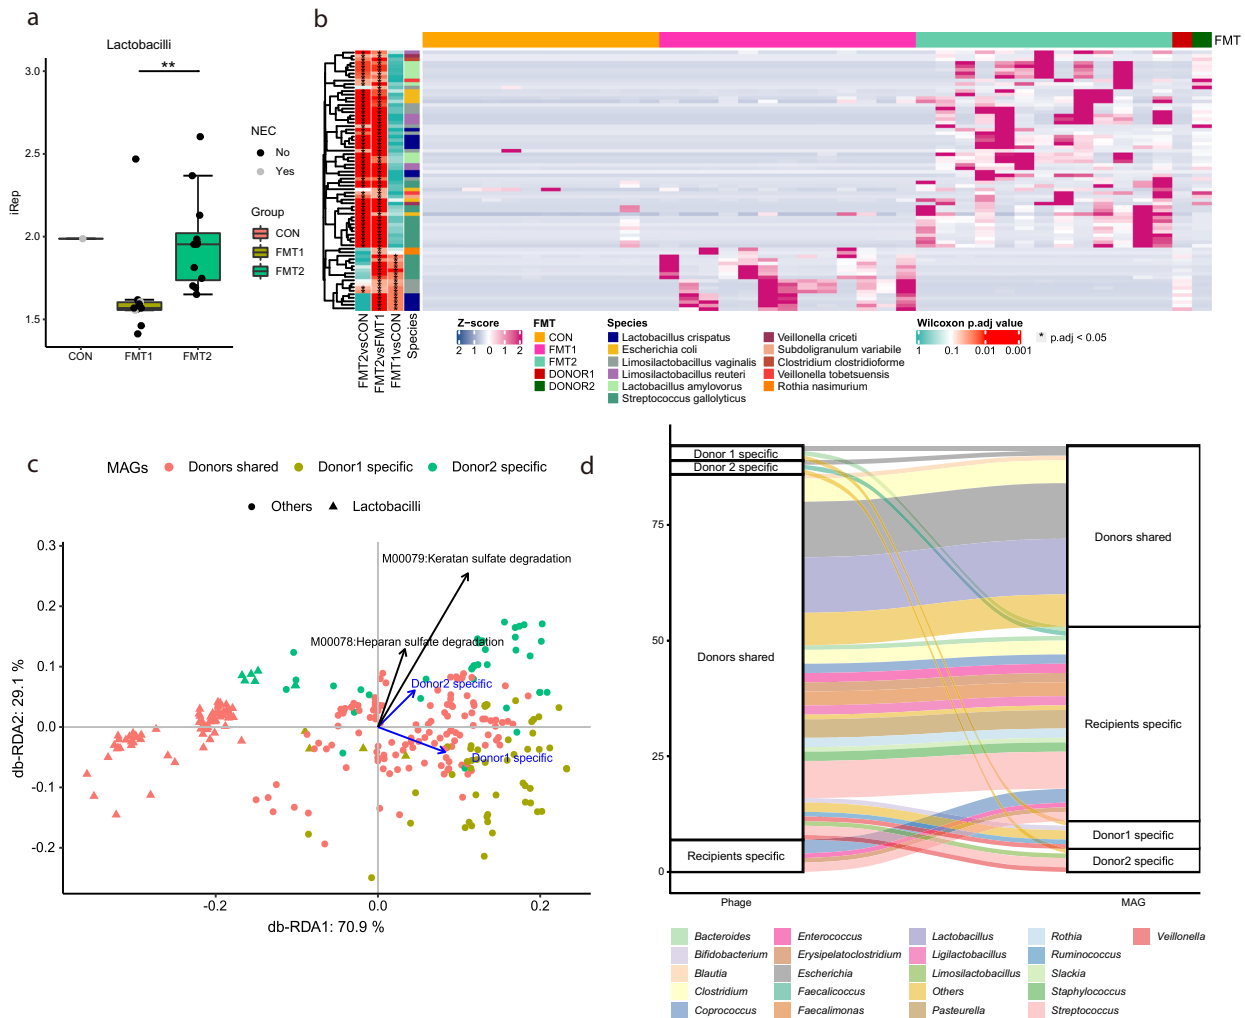 a
Lactobacilli
**
3.0
2.5
2.0
1.5
iRep
CON
FMT1
FMT2
NEC
No
Yes
Group
CON
FMT1
FMT2
b
FMT
FMT2vsCON
FMT2vsFMT1
FMT1vsCON
Species
Z−score
2 1 0 1 2
FMT
CON
FMT1
FMT2
DONOR1
DONOR2
Species
Lactobacillus crispatus
Escherichia coli
Limosilactobacillus vaginalis
Limosilactobacillus reuteri
Lactobacillus amylovorus
Streptococcus gallolyticus
Veillonella criceti
Subdoligranulum variabile
Clostridium clostridioforme
Veillonella tobetsuensis
Rothia nasimurium
Wilcoxon p.adj value
1 0.1 0.01 0.001
* p.adj < 0.05
c
MAGs
Donors shared
Donor1 specific
Donor2 specific
Others
Lactobacilli
0.3
0.2
0.1
0.0
-0.1
-0.2
db-RDA2: 29.1 %
M00079:Keratan sulfate degradation
M00078:Heparan sulfate degradation
Donor2 specific
Donor1 specific
-0.2 0.0 0.2
db-RDA1: 70.9 %
d
75
50
25
0
Donor 1 specific
Donor 2 specific
Donors shared
Recipients specific
Donors shared
Recipients specific
Donor1 specific
Donor2 specific
Phage
MAG
Bacteroides
Bifidobacterium
Blautia
Clostridium
Coprococcus
Enterococcus
Erysipelatoclostridium
Escherichia
Faecalicoccus
Faecalimonas
Lactobacillus
Ligilactobacillus
Limosilactobacillus
Others
Pasteurella
Rothia
Ruminococcus
Slackia
Staphylococcus
Streptococcus
Veillonella